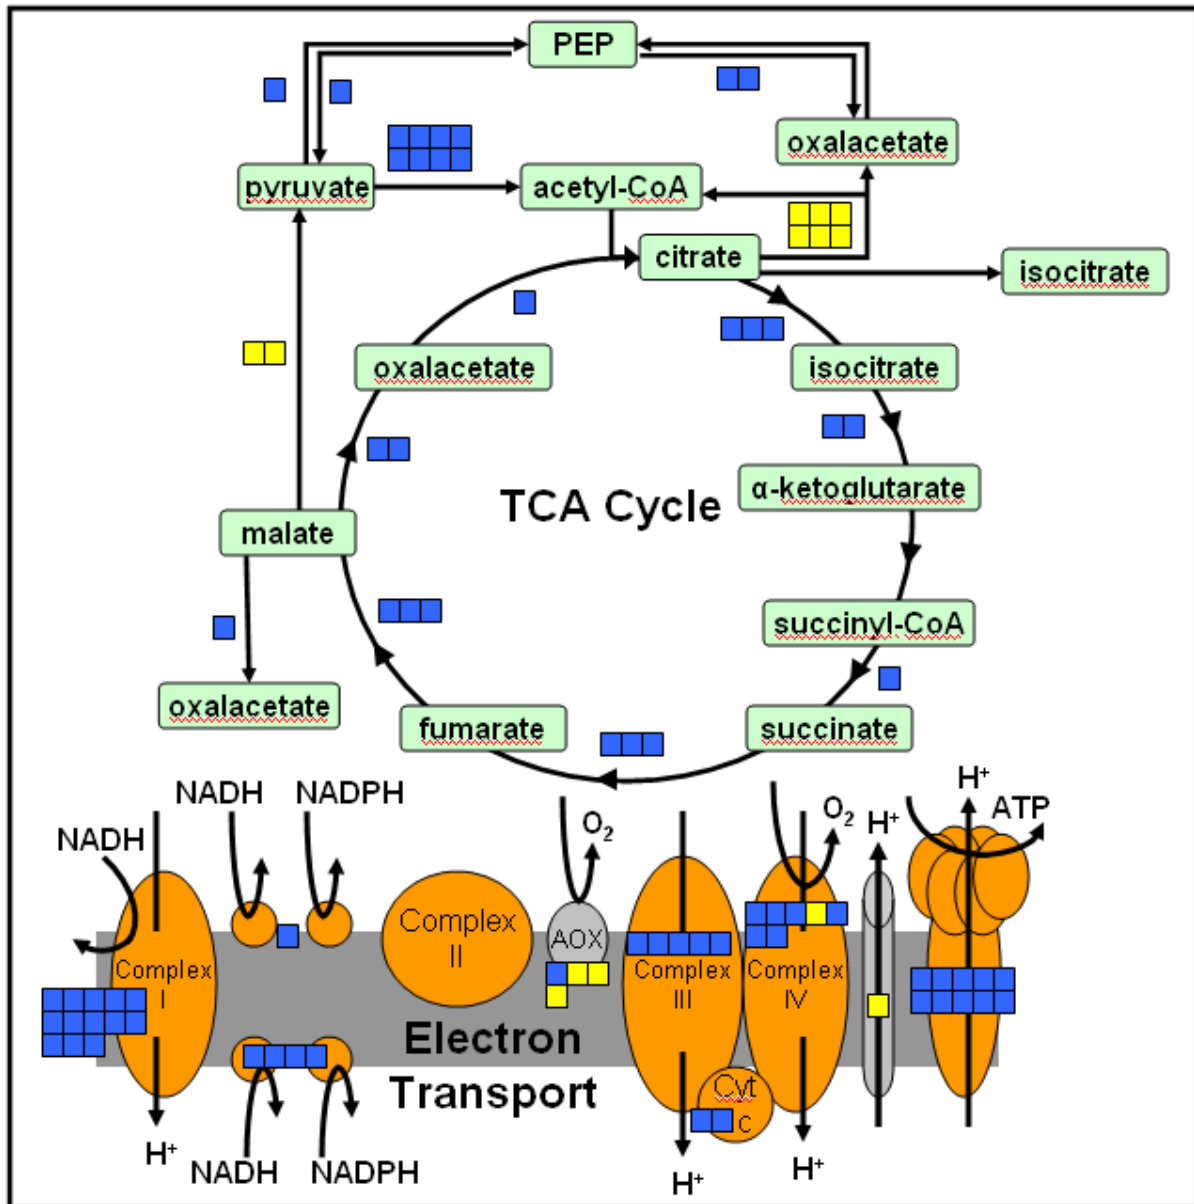 PEP
oxalacetate
pyruvate
acetyl-CoA
citrate
isocitrate
oxalacetate
isocitrate
α-ketoglutarate
TCA Cycle
malate
succinyl-CoA
oxalacetate
fumarate
succinate
NADH
NADPH
H⁺
ATP
O₂
O₂
H⁺
NADH
Complex
II
AOX
Complex
I
Complex
III
Complex
IV
Electron
Transport
Cyt
c
H⁺
NADH
NADPH
H⁺
H⁺